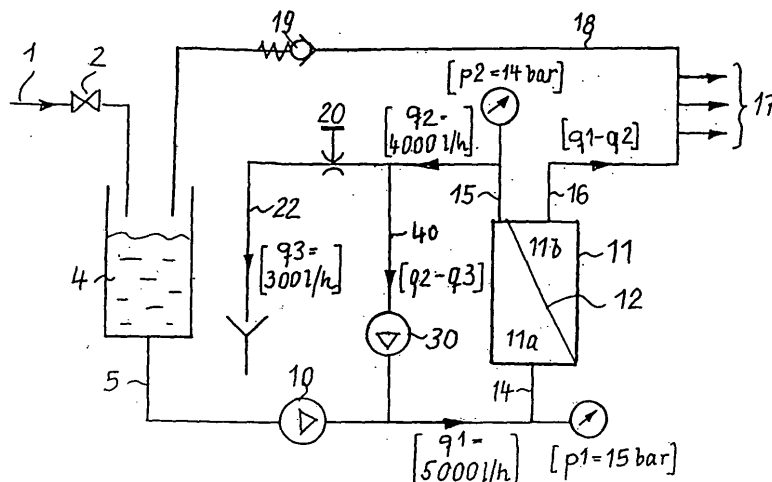 19
18
1
2
[p2=14 bar]
17
20
[q2=
4000 l/h]
[q1-q2]
22
15
16
40
4
[q3=
300 l/h]
[q2-q3]
11b
11
12
30
11a
5
10
14
[q1=
5000 l/h]
[p1=15 bar]